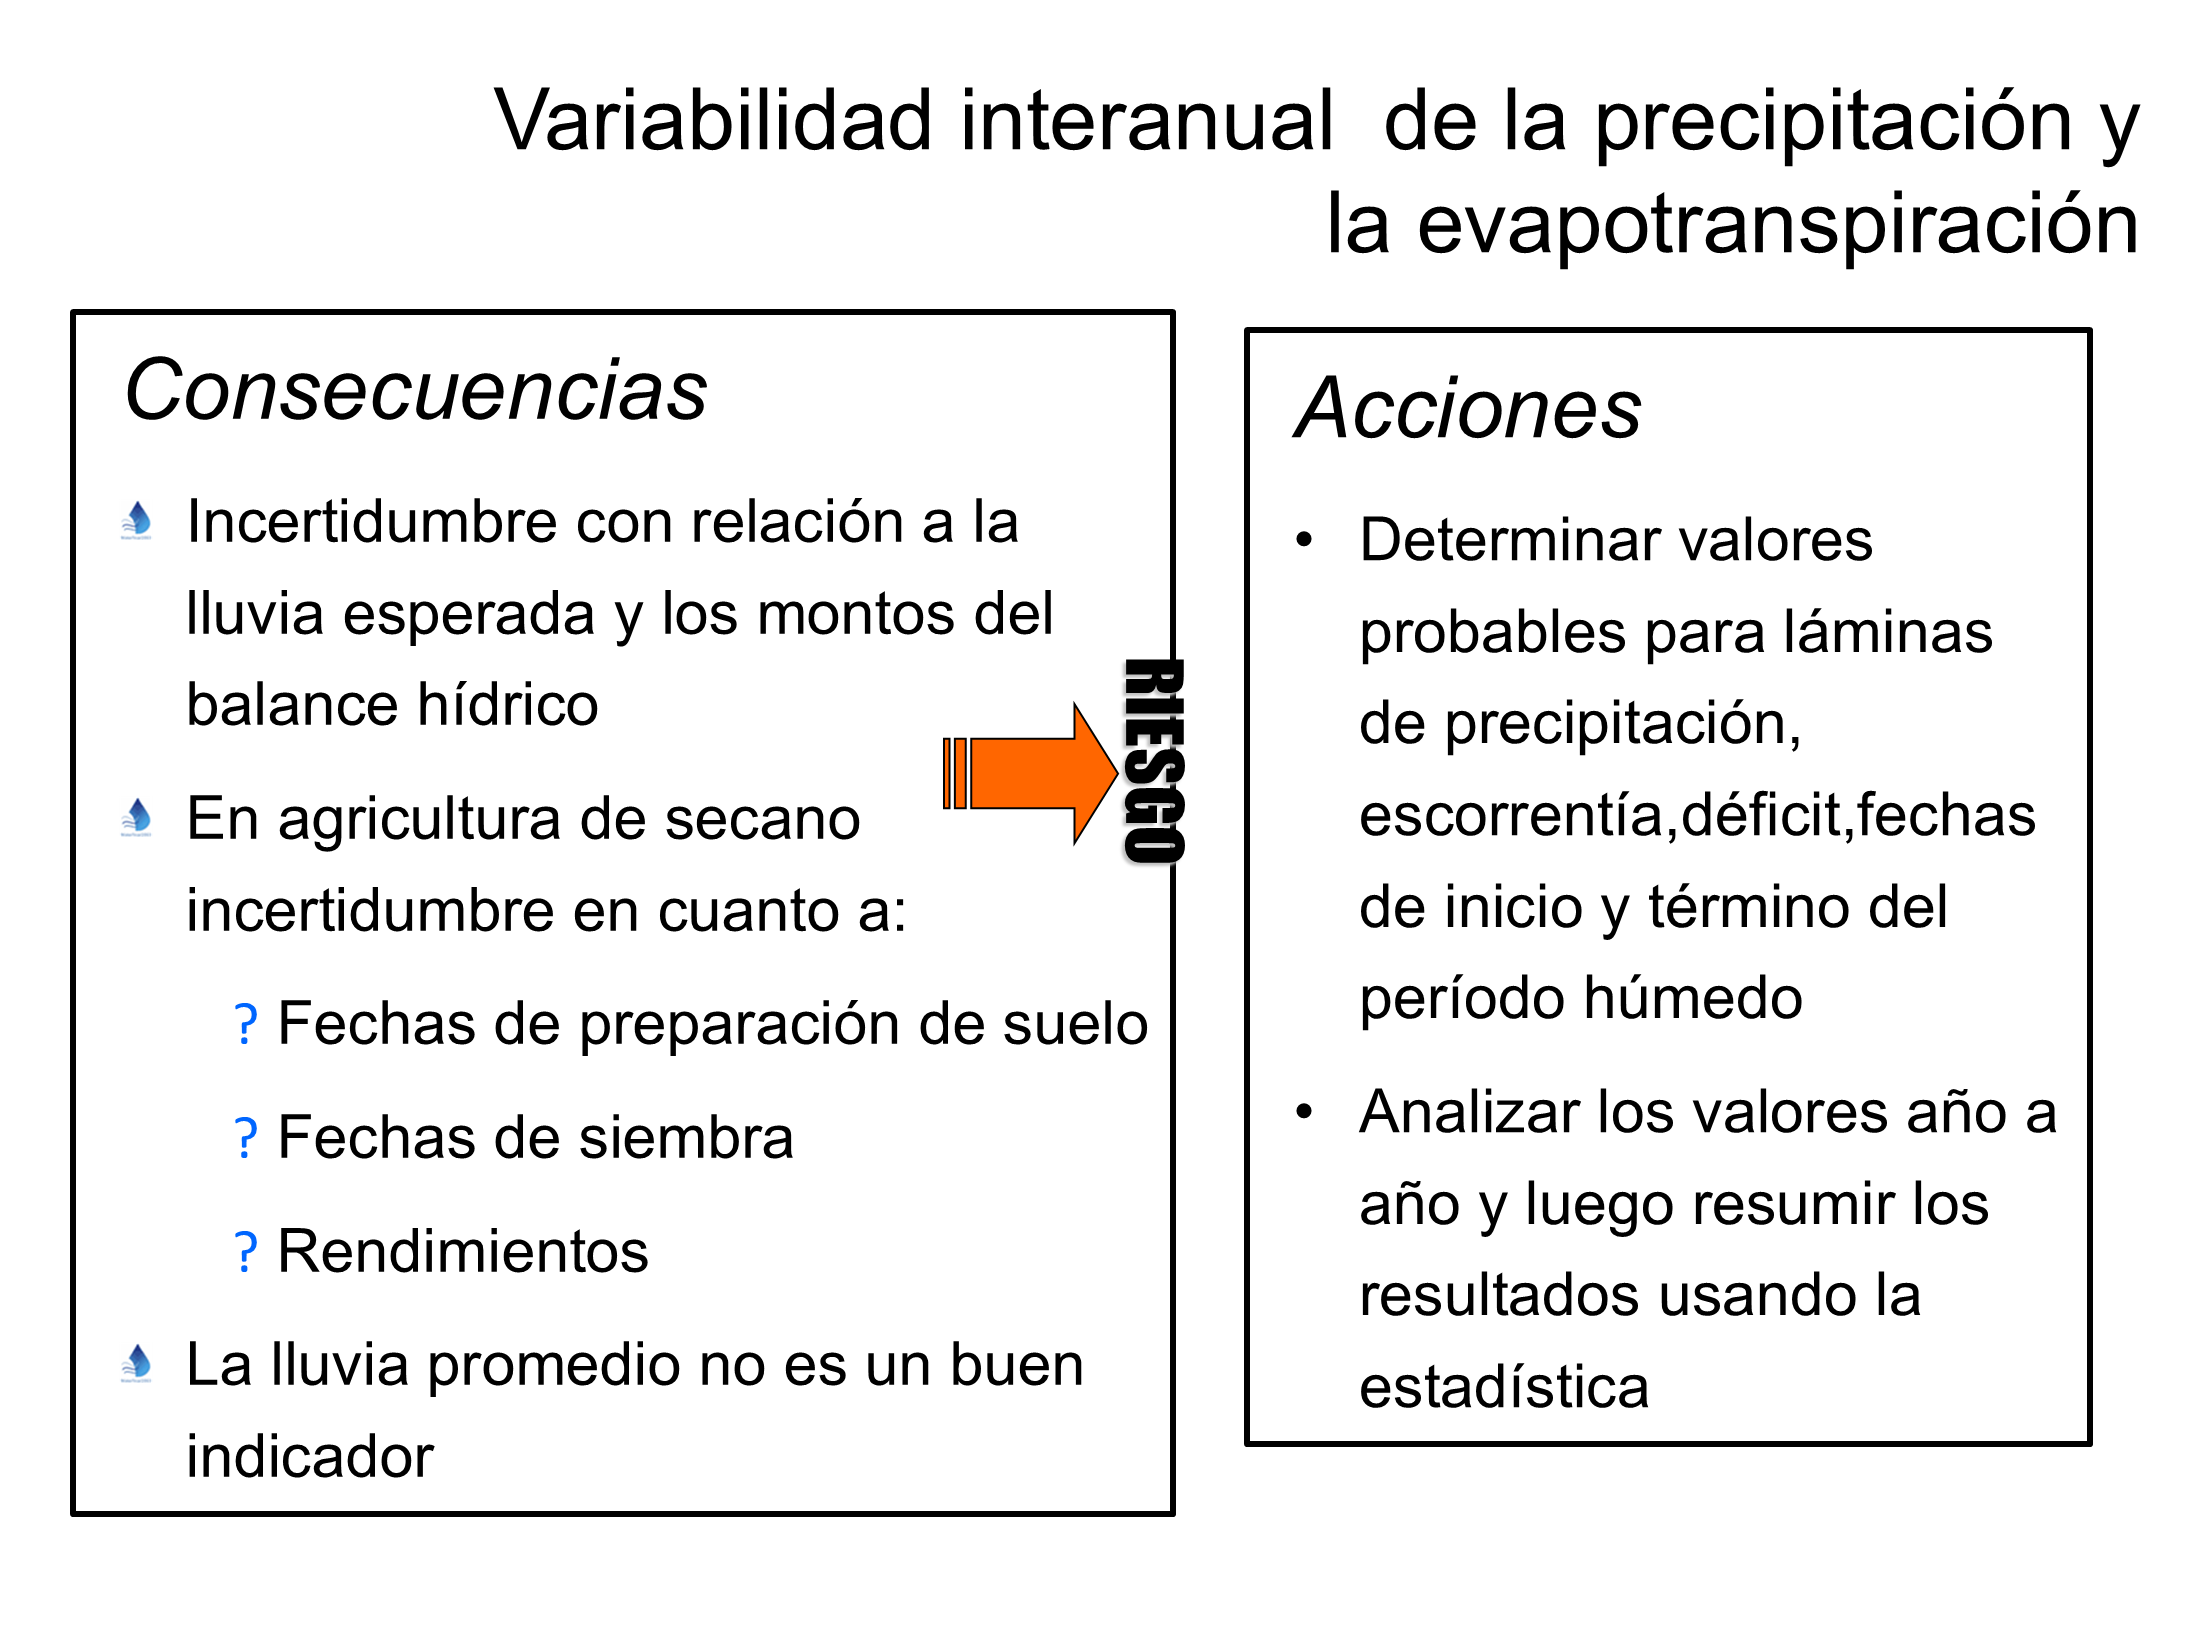 Variabilidad interanual  de la precipitación y
la evapotranspiración
Consecuencias
Incertidumbre con relación a la
lluvia esperada y los montos del
balance hídrico
En agricultura de secano
incertidumbre en cuanto a:
? Fechas de preparación de suelo
? Fechas de siembra
? Rendimientos
La lluvia promedio no es un buen
indicador
RIESGO
Acciones
• Determinar valores
probables para láminas
de precipitación,
escorrentía,déficit,fechas
de inicio y término del
período húmedo
• Analizar los valores año a
año y luego resumir los
resultados usando la
estadística